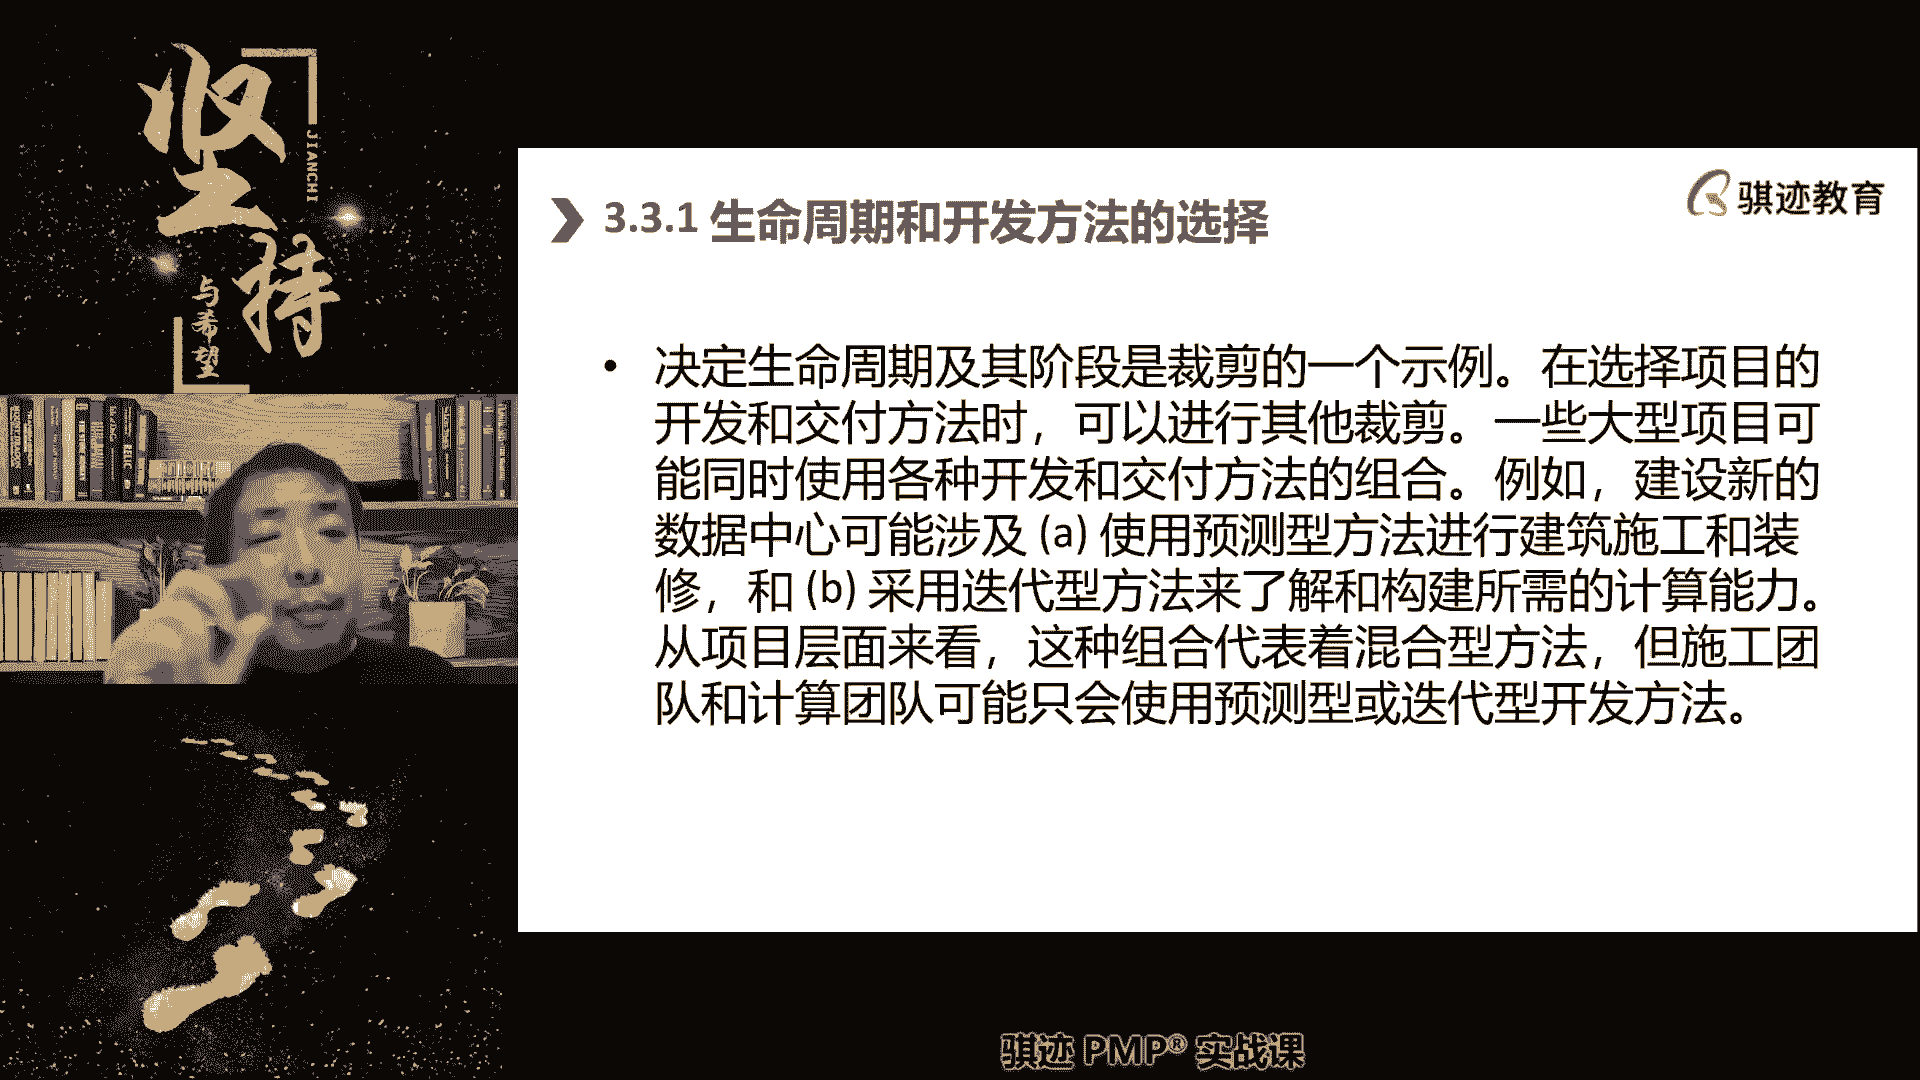 坚持
JIANCHI
与希望
骐迹教育
3.3.1 生命周期和开发方法的选择
• 决定生命周期及其阶段是裁剪的一个示例。在选择项目的
开发和交付方法时，可以进行其他裁剪。一些大型项目可
能同时使用各种开发和交付方法的组合。例如，建设新的
数据中心可能涉及 (a) 使用预测型方法进行建筑施工和装
修，和 (b) 采用迭代型方法来了解和构建所需的计算能力。
从项目层面来看，这种组合代表着混合型方法，但施工团
队和计算团队可能只会使用预测型或迭代型开发方法。
骐迹 PMP® 实战课